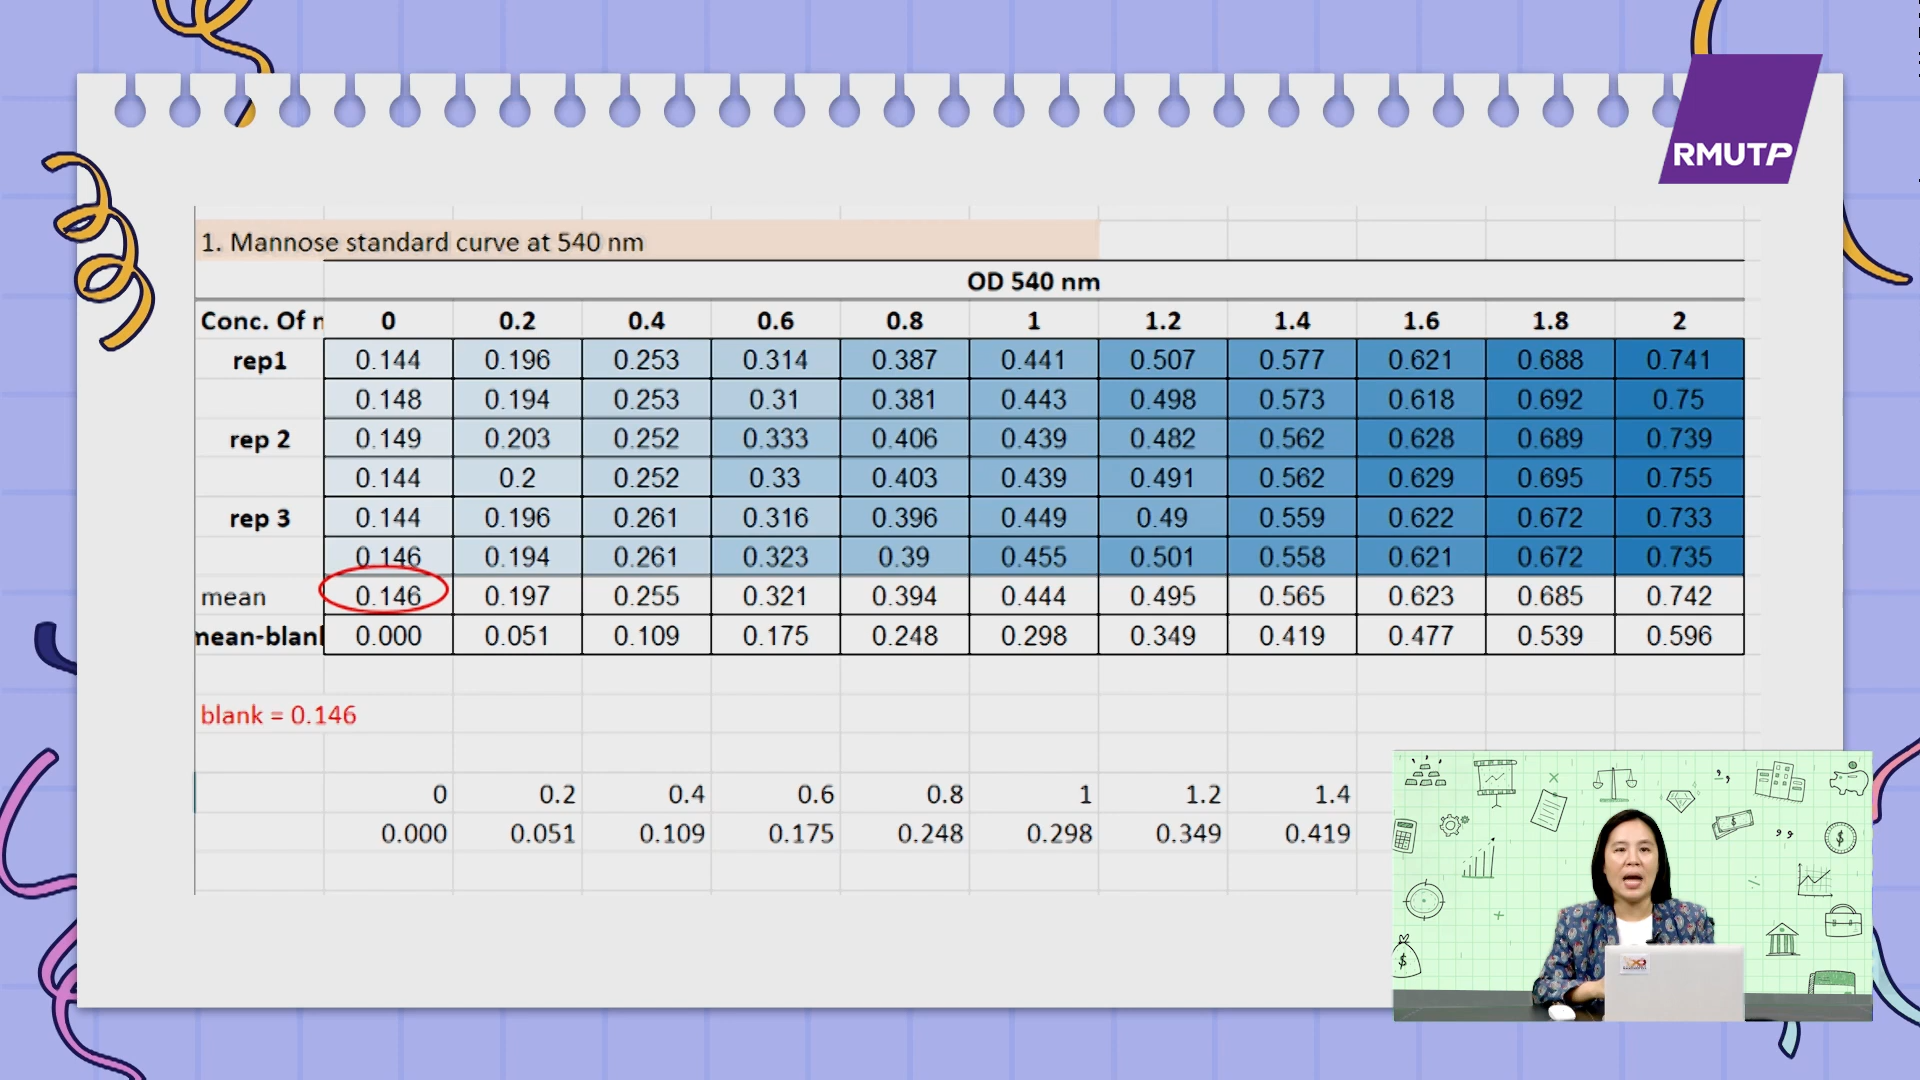 RMUTP
1. Mannose standard curve at 540 nm
OD 540 nm
Conc. Of 0 0.2 0.4 0.6 0.8 1 1.2 1.4 1.6 1.8 2
rep1 0.144 0.196 0.253 0.314 0.387 0.441 0.507 0.577 0.621 0.688 0.741
0.148 0.194 0.253 0.31 0.381 0.443 0.498 0.573 0.618 0.692 0.75
rep 2 0.149 0.203 0.252 0.333 0.406 0.439 0.482 0.562 0.628 0.689 0.739
0.144 0.2 0.252 0.33 0.403 0.439 0.491 0.562 0.629 0.695 0.755
rep 3 0.144 0.196 0.261 0.316 0.396 0.449 0.49 0.559 0.622 0.672 0.733
0.146 0.194 0.261 0.323 0.39 0.455 0.501 0.558 0.621 0.672 0.735
mean 0.146 0.197 0.255 0.321 0.394 0.444 0.495 0.565 0.623 0.685 0.742
mean-blank 0.000 0.051 0.109 0.175 0.248 0.298 0.349 0.419 0.477 0.539 0.596
blank = 0.146
0 0.2 0.4 0.6 0.8 1 1.2 1.4
0.000 0.051 0.109 0.175 0.248 0.298 0.349 0.419